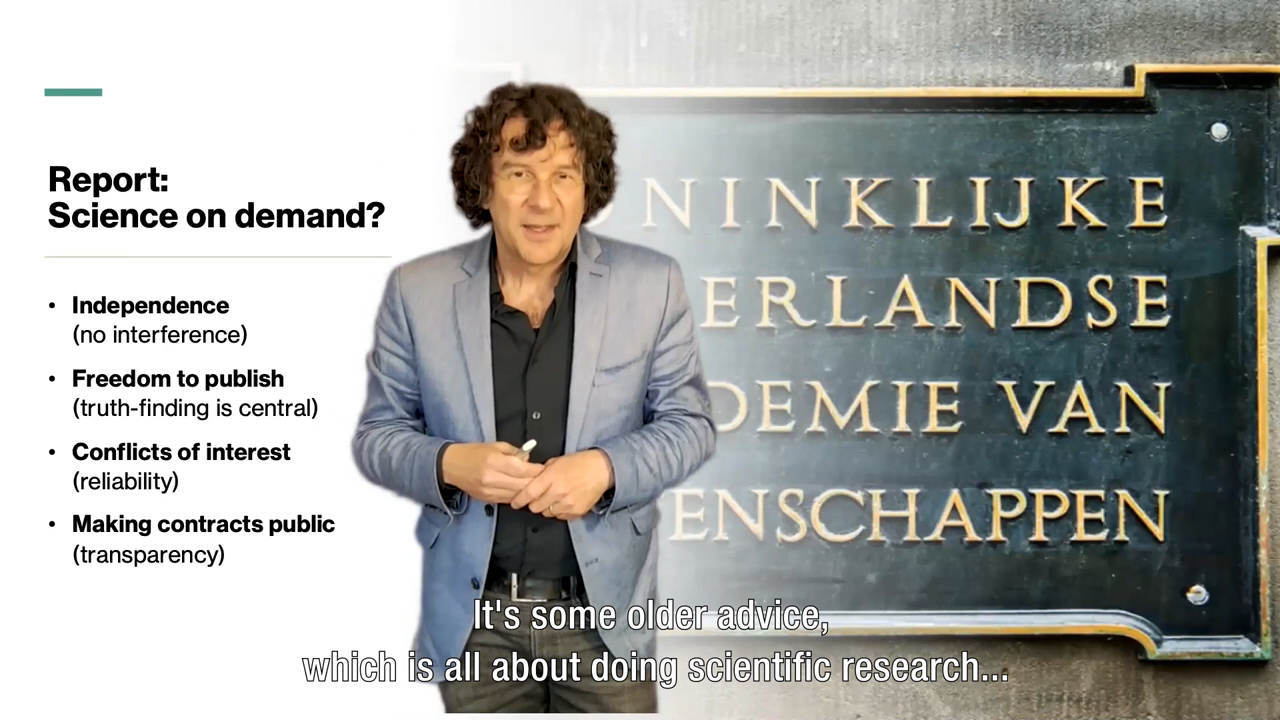 Report:
Science on demand?
• Independence
(no interference)
• Freedom to publish
(truth-finding is central)
• Conflicts of interest
(reliability)
• Making contracts public
(transparency)
NINKLIJKE
ERLANDSE
DEMIE VAN
ENSCHAPPEN
It's some older advice,
which is all about doing scientific research...